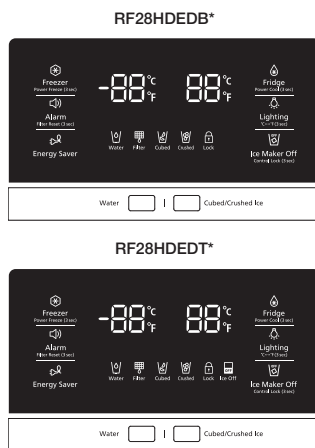 RF28HDEDB*
Freezer
Power Freeze (3 sec)
Alarm
Filter Reset (3 sec)
Energy Saver
-88 °C °F 88 °C °F
Water Filter Cubed Crushed Lock
Fridge
Power Cool (3 sec)
Lighting
°C↔°F (3 sec)
Ice Maker Off
Control Lock (3 sec)
Water | Cubed/Crushed Ice
RF28HDEDT*
Freezer
Power Freeze (3 sec)
Alarm
Filter Reset (3 sec)
Energy Saver
-88 °C °F 88 °C °F
Water Filter Cubed Crushed Lock Ice Off
Fridge
Power Cool (3 sec)
Lighting
°C↔°F (3 sec)
Ice Maker Off
Control Lock (3 sec)
Water | Cubed/Crushed Ice